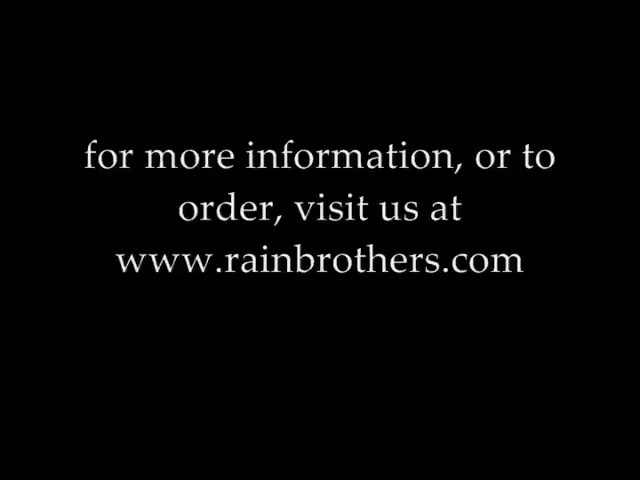 for more information, or to
order, visit us at
www.rainbrothers.com